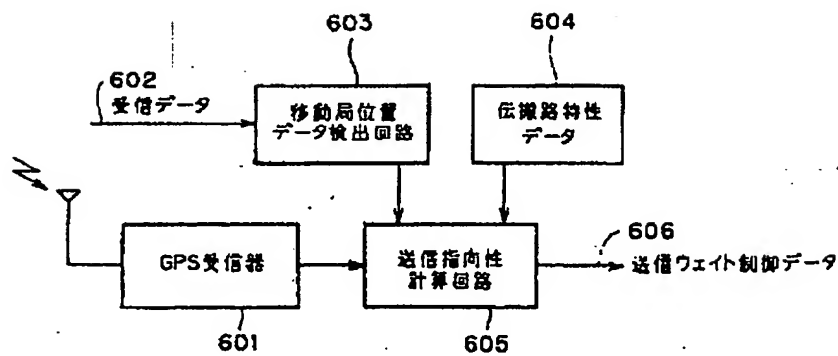 603
604
602
受信データ
移動局位置
データ検出回路
伝搬路特性
データ
606
GPS受信器
送信指向性
計算回路
送信ウェイト制御データ
601
605